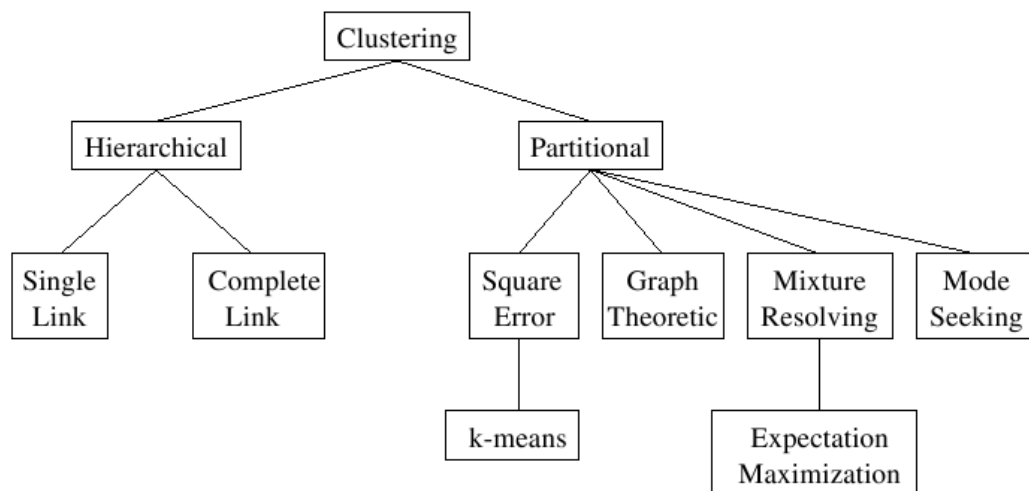 Clustering
Hierarchical
Partitional
Single
Link
Complete
Link
Square
Error
Graph
Theoretic
Mixture
Resolving
Mode
Seeking
k-means
Expectation
Maximization